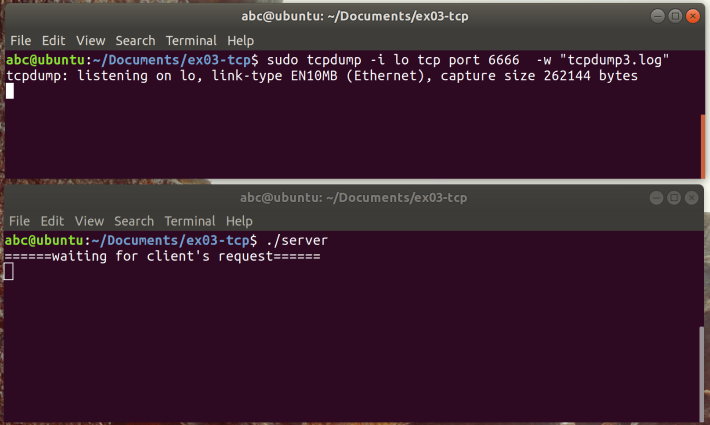 abc@ubuntu: ~/Documents/ex03-tcp
File Edit View Search Terminal Help
abc@ubuntu:~/Documents/ex03-tcp$ sudo tcpdump -i lo tcp port 6666  -w "tcpdump3.log"
tcpdump: listening on lo, link-type EN10MB (Ethernet), capture size 262144 bytes
abc@ubuntu: ~/Documents/ex03-tcp
File Edit View Search Terminal Help
abc@ubuntu:~/Documents/ex03-tcp$ ./server
======waiting for client's request======